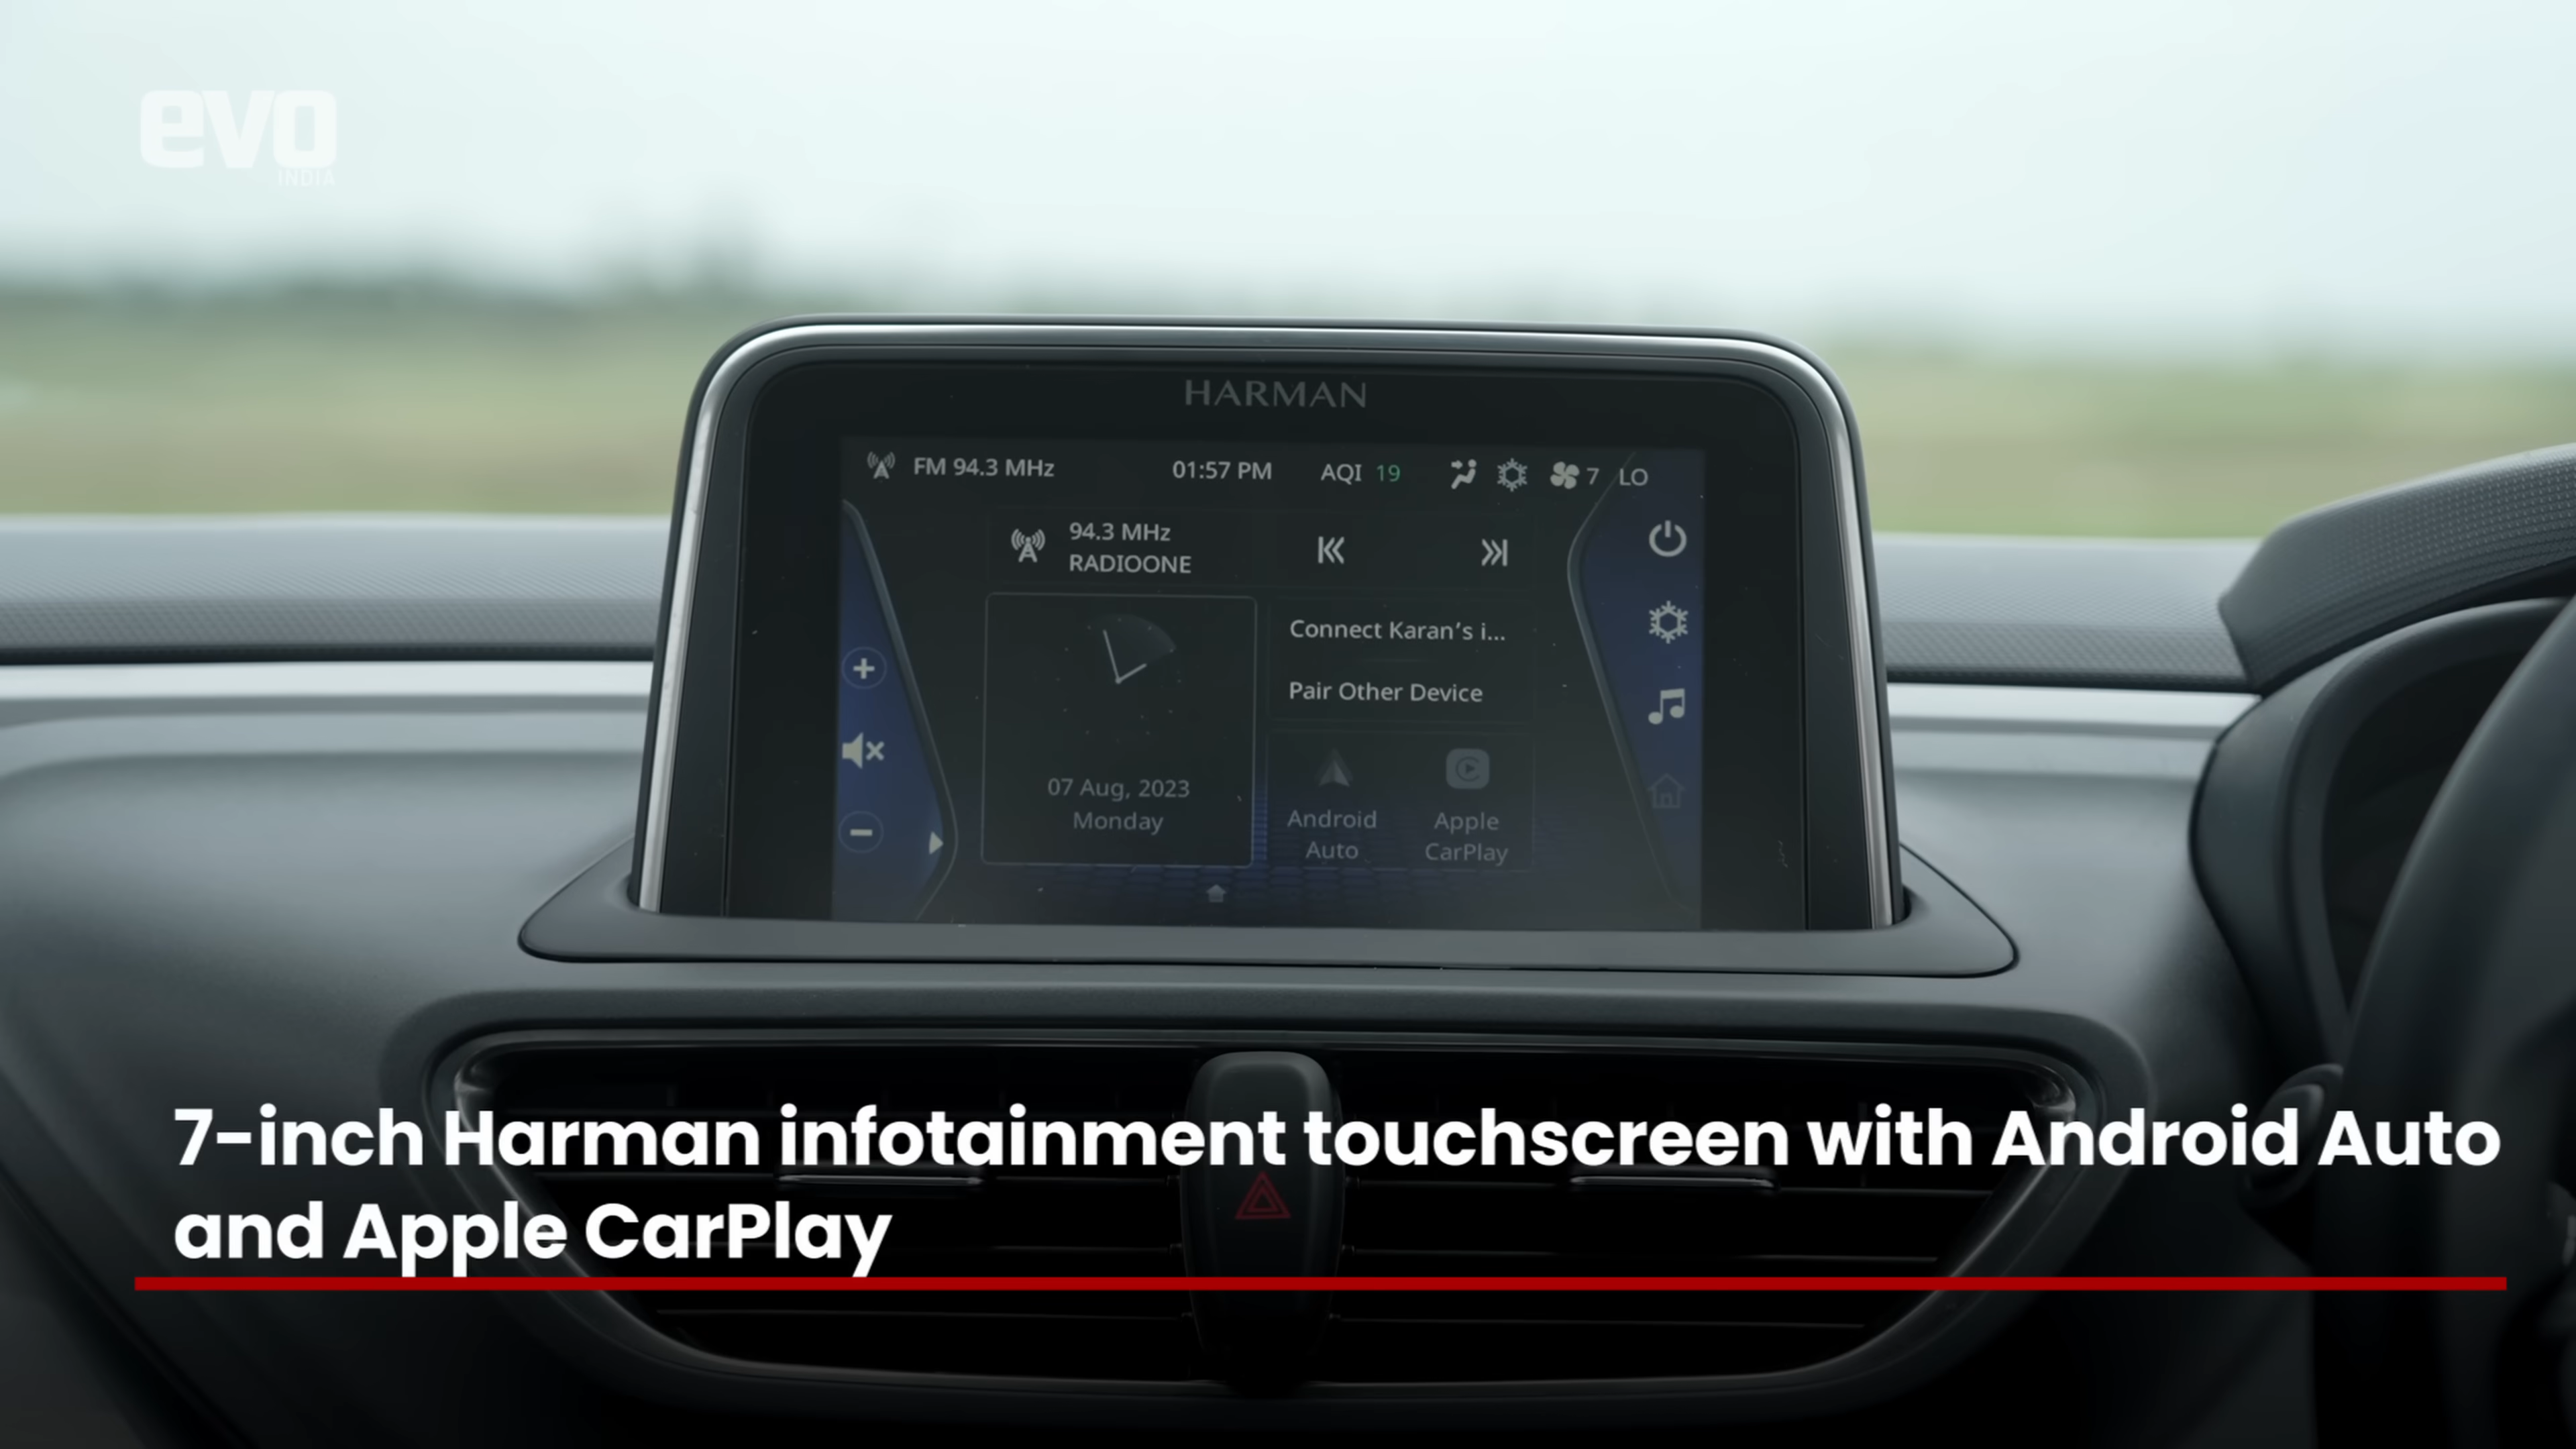 evo
INDIA
HARMAN
FM 94.3 MHz 01:57 PM AQI 19 7 LO
94.3 MHz
RADIOONE
Connect Karan's i...
Pair Other Device
07 Aug, 2023
Monday
Android
Auto
Apple
CarPlay
7-inch Harman infotainment touchscreen with Android Auto
and Apple CarPlay